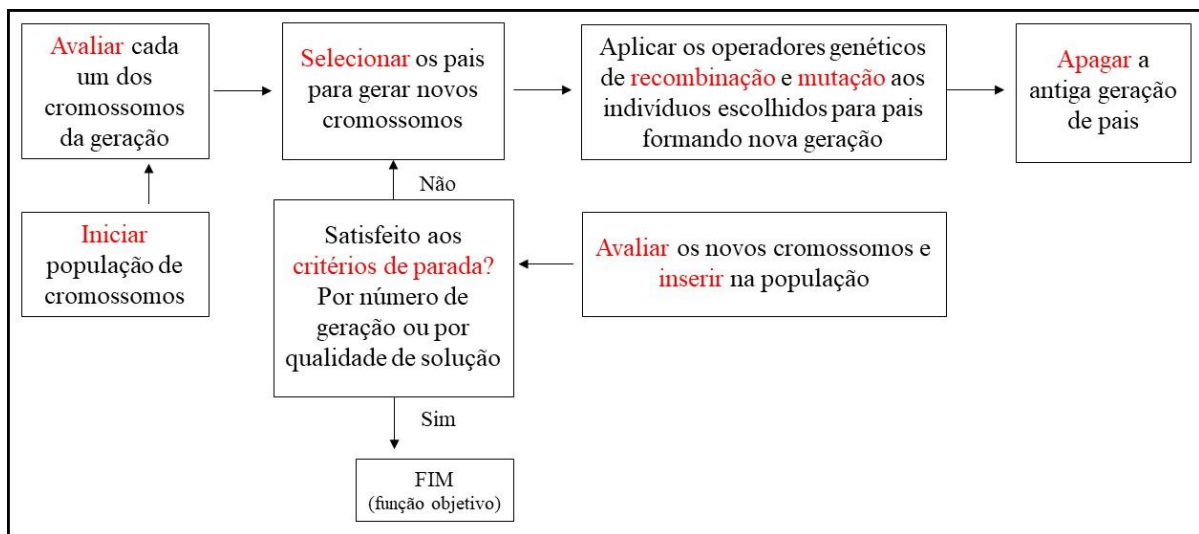 Avaliar cada
um dos
cromossomos
da geração
Selecionar os pais
para gerar novos
cromossomos
Aplicar os operadores genéticos
de recombinação e mutação aos
indivíduos escolhidos para pais
formando nova geração
Apagar a
antiga geração
de pais
Não
Iniciar
população de
cromossomos
Satisfeito aos
critérios de parada?
Por número de
geração ou por
qualidade de solução
Avaliar os novos cromossomos e
inserir na população
Sim
FIM
(função objetivo)